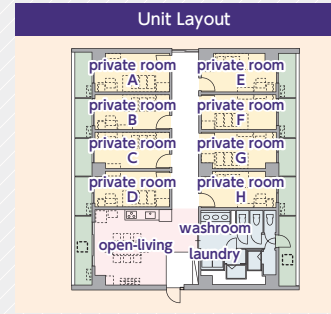 Unit Layout
private room
A
private room
E
private room
B
private room
F
private room
C
private room
G
private room
D
private room
H
open-living
washroom
laundry